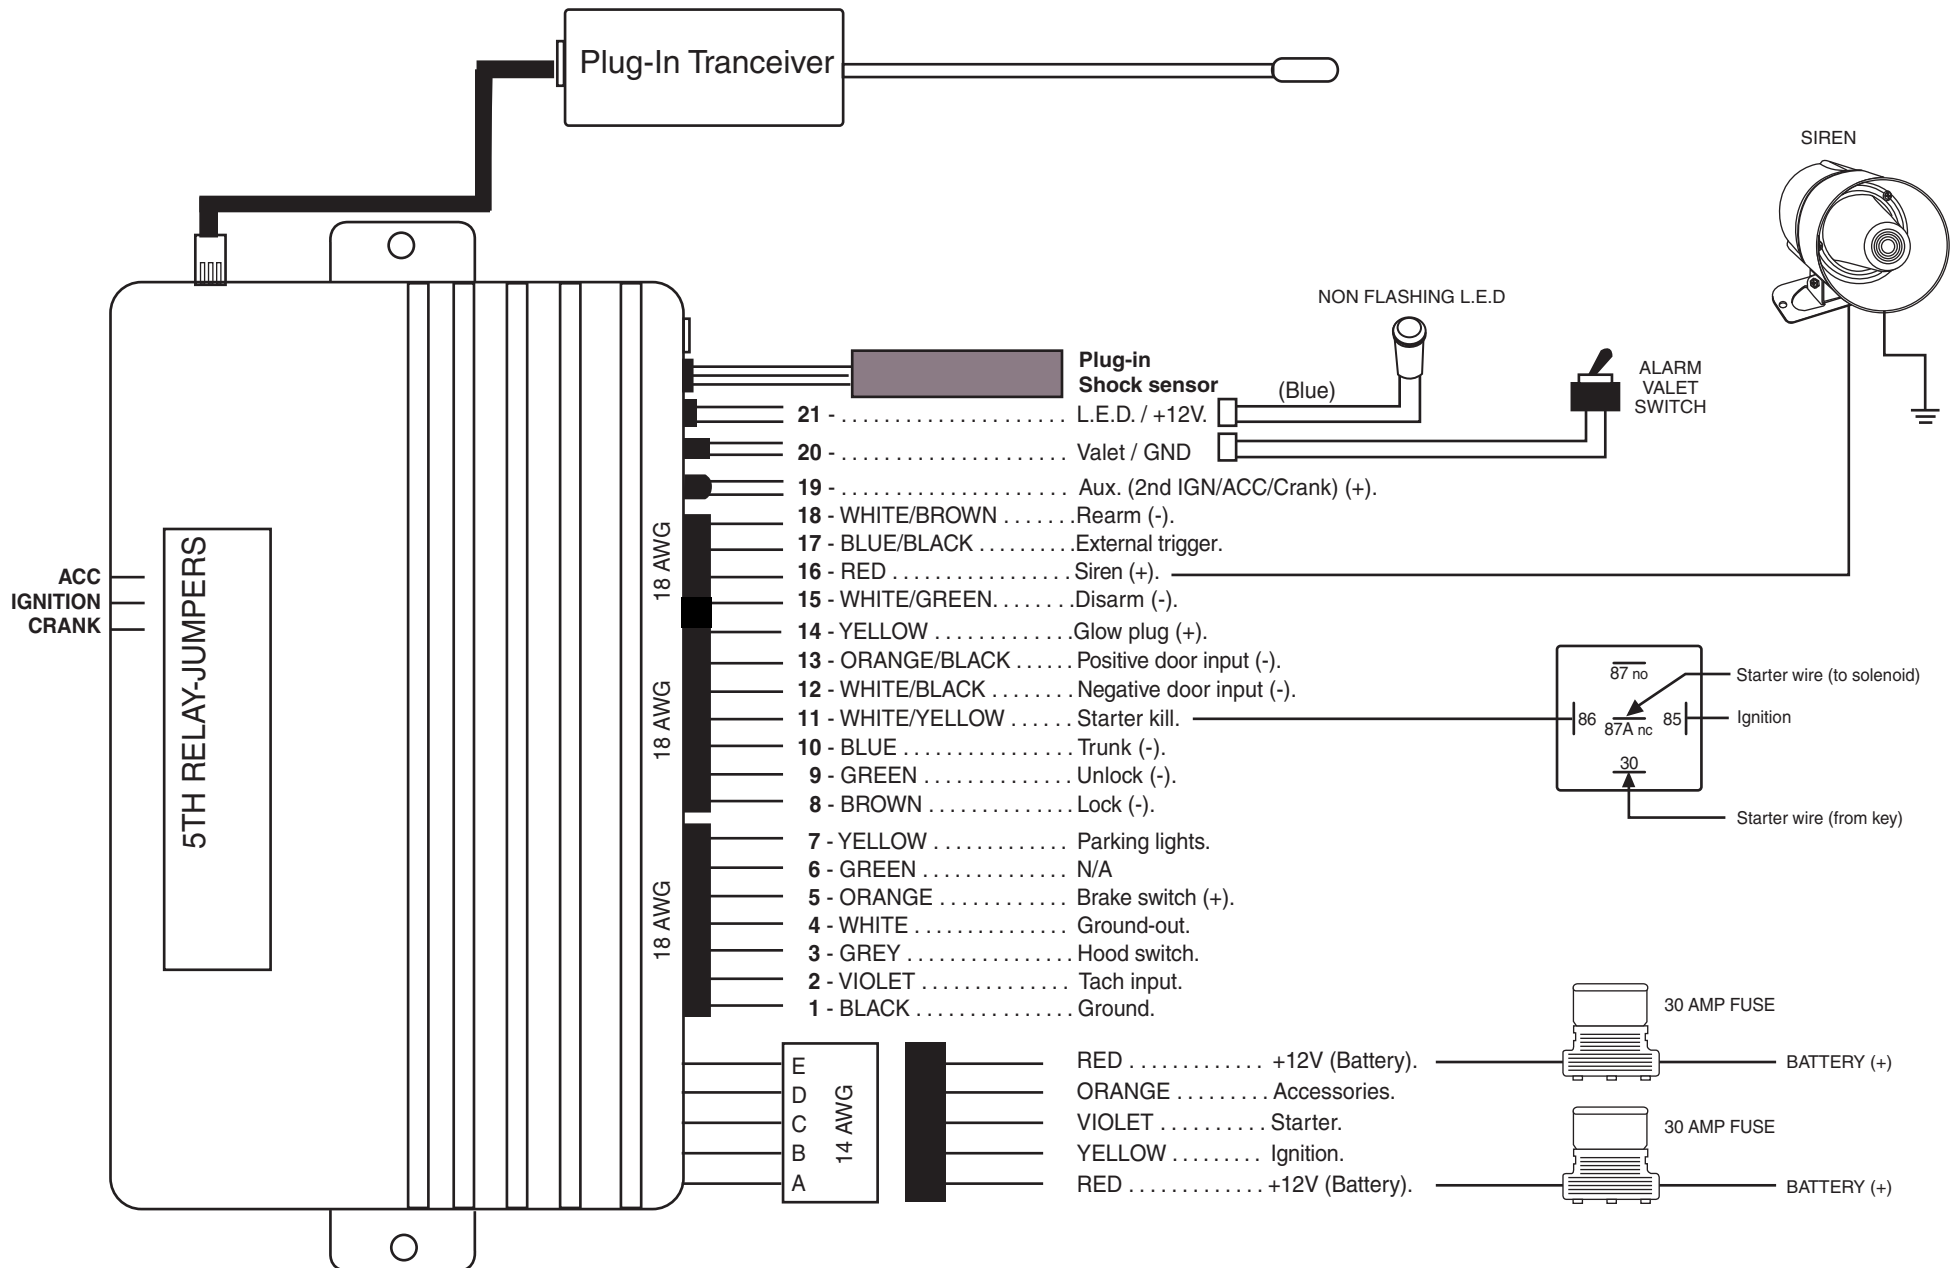 Plug-In Tranceiver
SIREN
NON FLASHING L.E.D
Plug-in
Shock sensor
(Blue)
ALARM
VALET
SWITCH
21 - . . . . . . . . . . . . . . . . . . . . . L.E.D. / +12V.
20 - . . . . . . . . . . . . . . . . . . . . . Valet / GND
19 - . . . . . . . . . . . . . . . . . . . . . Aux. (2nd IGN/ACC/Crank) (+).
18 - WHITE/BROWN . . . . . . .Rearm (-).
17 - BLUE/BLACK . . . . . . . . . .External trigger.
16 - RED . . . . . . . . . . . . . . . . . Siren (+).
15 - WHITE/GREEN. . . . . . . .Disarm (-).
14 - YELLOW . . . . . . . . . . . . .Glow plug (+).
13 - ORANGE/BLACK . . . . . . Positive door input (-).
12 - WHITE/BLACK . . . . . . . . Negative door input (-).
11 - WHITE/YELLOW . . . . . . Starter kill.
10 - BLUE . . . . . . . . . . . . . . . . Trunk (-).
9 - GREEN . . . . . . . . . . . . . . Unlock (-).
8 - BROWN . . . . . . . . . . . . . . Lock (-).
7 - YELLOW . . . . . . . . . . . . . Parking lights.
6 - GREEN . . . . . . . . . . . . . . N/A
5 - ORANGE . . . . . . . . . . . . Brake switch (+).
4 - WHITE . . . . . . . . . . . . . . . Ground-out.
3 - GREY . . . . . . . . . . . . . . . . Hood switch.
2 - VIOLET . . . . . . . . . . . . . . Tach input.
1 - BLACK . . . . . . . . . . . . . . . Ground.
18 AWG
18 AWG
18 AWG
ACC
IGNITION
CRANK
5TH RELAY-JUMPERS
87 no
86
87A nc
85
30
Starter wire (to solenoid)
Ignition
Starter wire (from key)
E
D
C
B
A
14 AWG
RED . . . . . . . . . . . . . +12V (Battery).
ORANGE . . . . . . . . . Accessories.
VIOLET . . . . . . . . . . Starter.
YELLOW . . . . . . . . . Ignition.
RED . . . . . . . . . . . . . +12V (Battery).
30 AMP FUSE
BATTERY (+)
30 AMP FUSE
BATTERY (+)